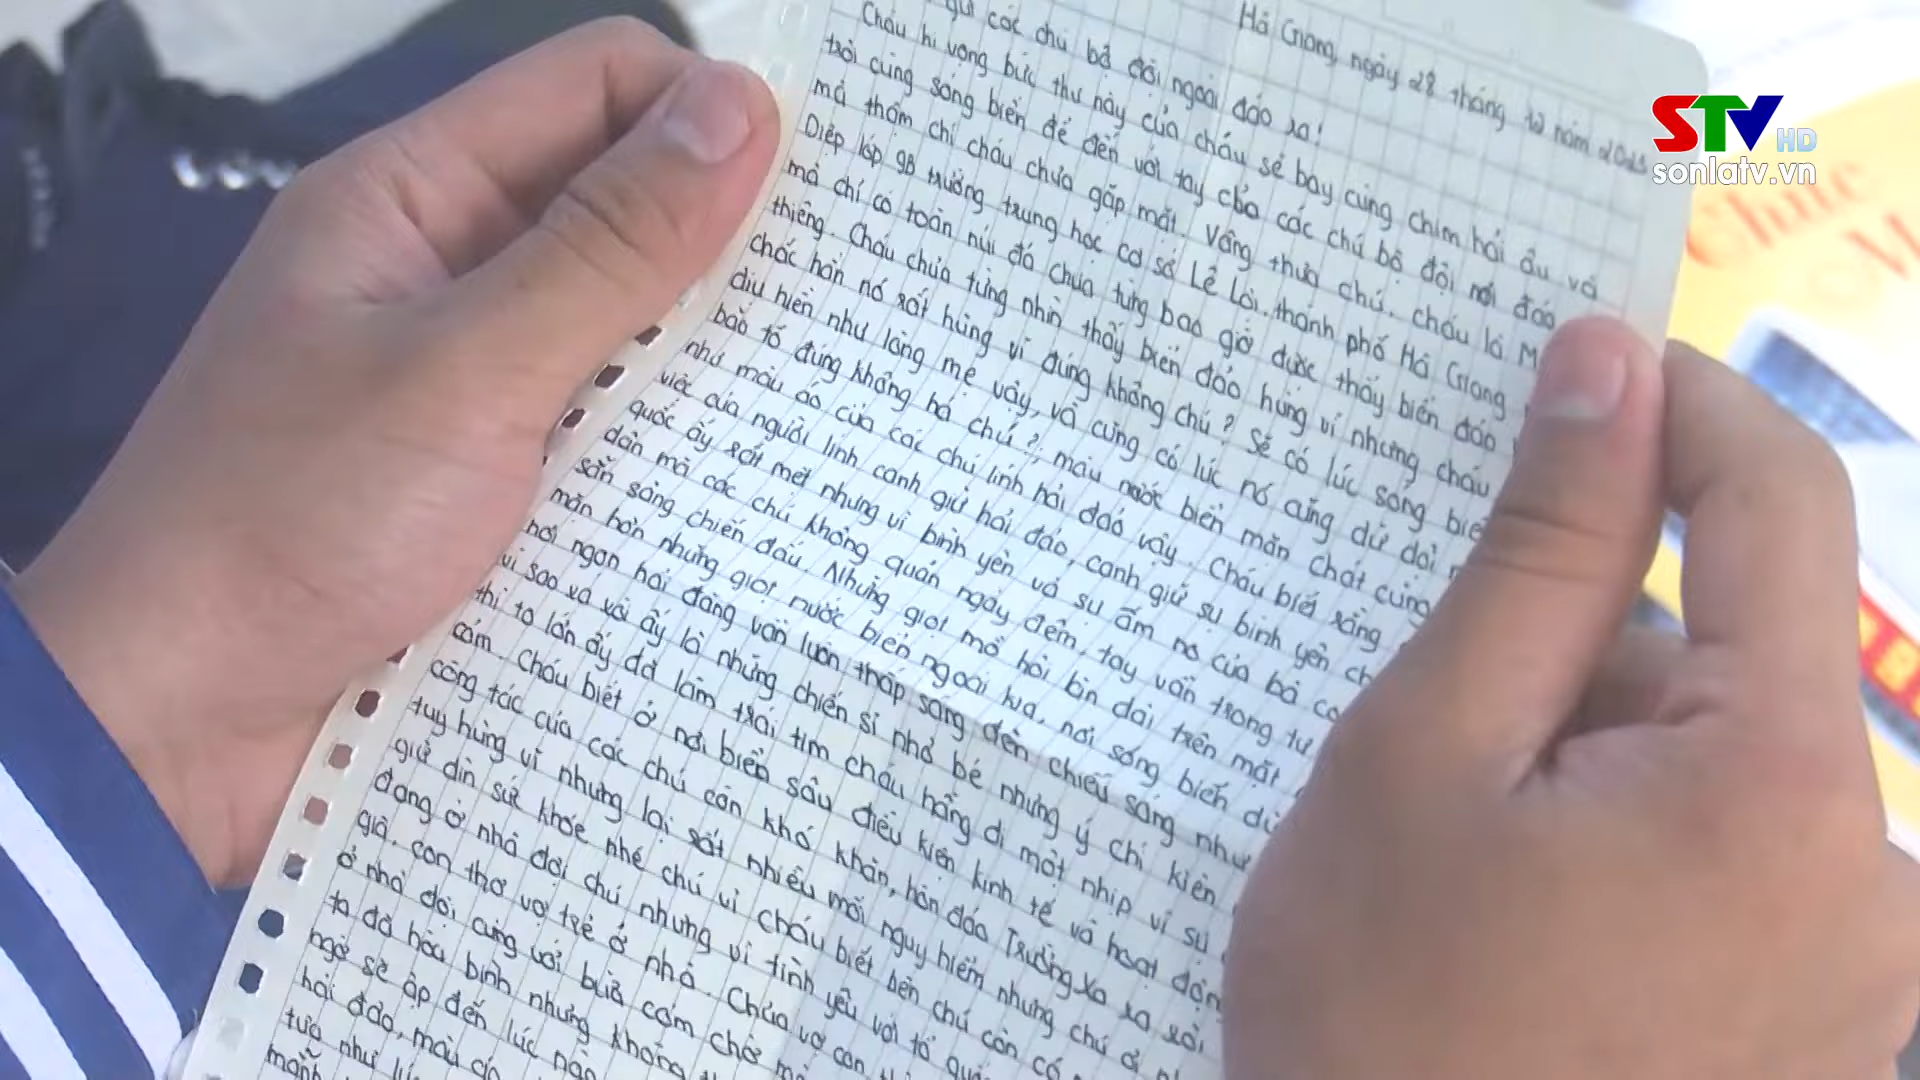 Hà Giang, ngày 28 tháng 12 năm
gửi các chú bộ đội ngoài đảo xa!
Cháu hi vọng bức thư này của cháu sẽ bay cùng chim hải âu và
trời cùng sóng biển để đến với tay của các chú bộ đội nơi đảo
mà thậm chí cháu chưa gặp mặt. Vâng thưa chú, cháu là
Diệp lớp 9B trường trung học cơ sở Lê Lợi, thành phố Hà Giang
mà chỉ có toàn núi đá chưa từng bao giờ được thấy biển đảo
thiêng. Cháu chưa từng nhìn thấy biển đảo hùng vĩ nhưng cháu
chắc hẳn nó rất hùng vĩ đúng không chú? Sẽ có lúc sóng
dịu hiền như lòng mẹ vậy, và cũng có lúc nó cũng dữ dội
bão tố đúng không hả chú?, màu nước biển mặn chát cũng
như màu áo của các chú lính hải đảo vậy. Cháu biết rằng
việc của người lính canh giữ hải đảo, canh giữ sự bình yên
quốc ấy rất mệt nhưng vì bình yên và sự ấm no của bà
dân mà các chú không quản ngày đêm, tay vẫn trong tư
sẵn sàng chiến đấu. Những giọt mồ hôi lăn dài trên mặt
mặn hơn những giọt nước biển ngoài kia, nơi sóng biển
nơi ngọn hải đăng vẫn luôn thắp sáng đèn chiếu sáng như
vì sao xa vời ấy là những chiến sĩ nhỏ bé nhưng ý chí kiên
thì to lớn ấy đã làm trái tim cháu hẫng đi một nhịp vì sự
cảm. Cháu biết ở nơi biển sâu điều kiện kinh tế và hoạt
công tác của các chú còn khó khăn, hòn đảo Trường Xa xa xôi
tuy hùng vĩ nhưng lại rất nhiều mối nguy hiểm nhưng chú
giữ gìn sức khỏe nhé chú vì cháu biết bên chú còn có
đang ở nhà đợi chú nhưng vì tình yêu với tổ
già, con thơ vợ trẻ ở nhà. Chưa vợ con
ở nhà đợi cùng với bữa cơm chờ
ta đã hòa bình nhưng không
ngờ sẽ ập đến lúc nào
hải đảo, màu
tựa như
STV HD
sonlatv.vn